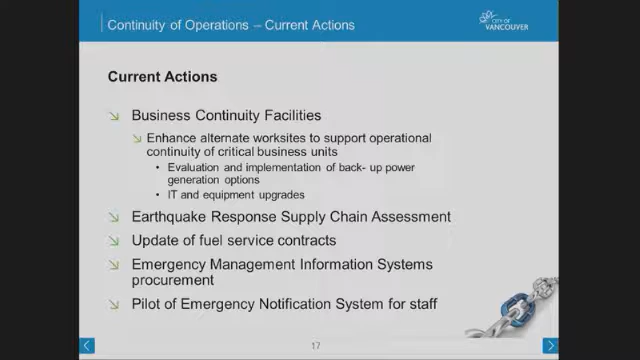 Continuity of Operations – Current Actions
CITY OF
VANCOUVER
Current Actions
Business Continuity Facilities
Enhance alternate worksites to support operational
continuity of critical business units
• Evaluation and implementation of back- up power
generation options
• IT and equipment upgrades
Earthquake Response Supply Chain Assessment
Update of fuel service contracts
Emergency Management Information Systems
procurement
Pilot of Emergency Notification System for staff
17